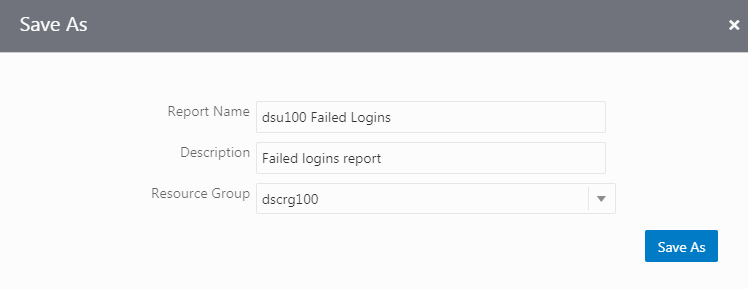 Save As
Report Name dsu100 Failed Logins
Description Failed logins report
Resource Group dscrg100
Save As